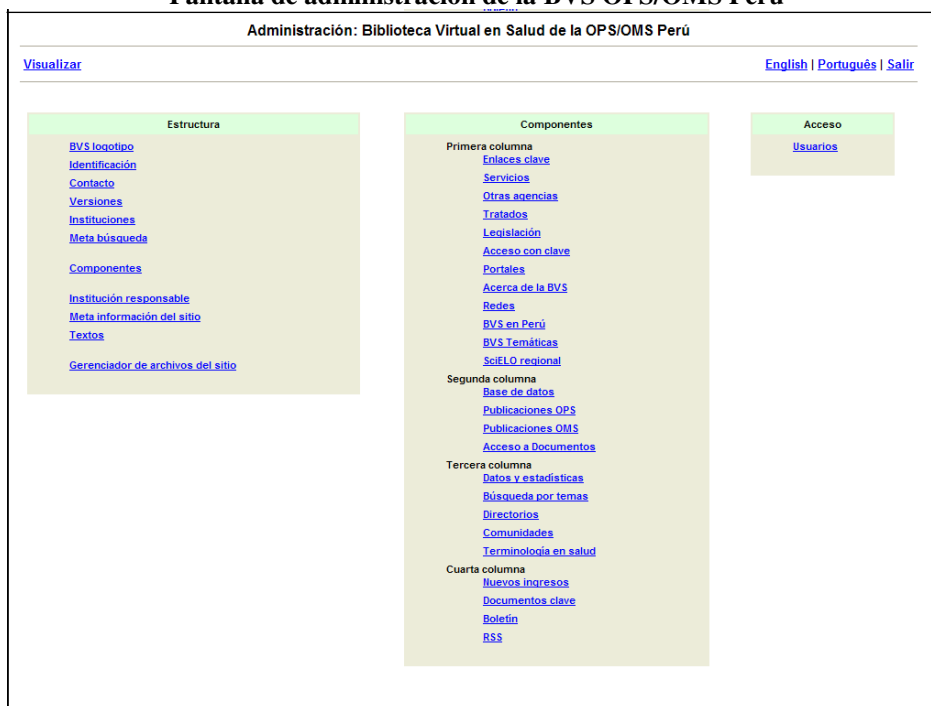 Pantalla de administración de la BVS OPS/OMS Perú
Administración: Biblioteca Virtual en Salud de la OPS/OMS Perú
Visualizar
English | Português | Salir
Estructura
BVS logotipo
Identificación
Contacto
Versiones
Instituciones
Meta búsqueda
Componentes
Institución responsable
Meta información del sitio
Textos
Gerenciador de archivos del sitio
Componentes
Primera columna
Enlaces clave
Servicios
Otras agencias
Tratados
Legislación
Acceso con clave
Portales
Acerca de la BVS
Redes
BVS en Perú
BVS Temáticas
SciELO regional
Segunda columna
Base de datos
Publicaciones OPS
Publicaciones OMS
Acceso a Documentos
Tercera columna
Datos y estadísticas
Búsqueda por temas
Directorios
Comunidades
Terminología en salud
Cuarta columna
Nuevos ingresos
Documentos clave
Boletín
RSS
Acceso
Usuarios